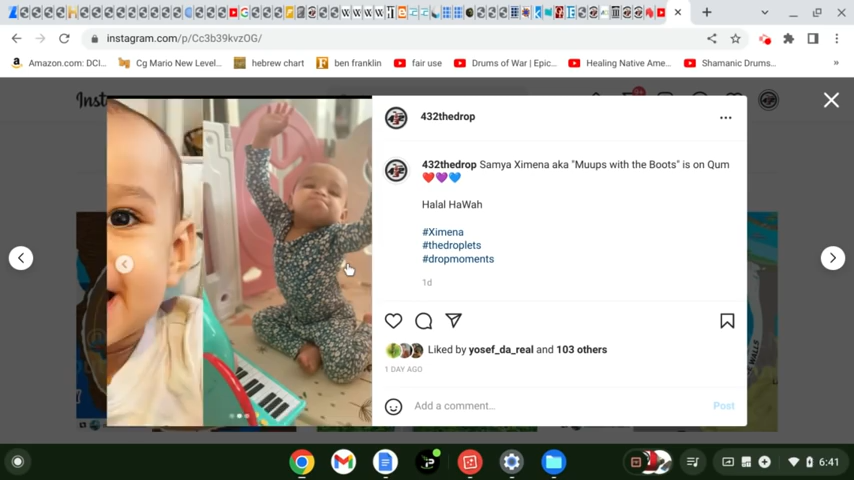 instagram.com/p/Cc3b39kvzOG/
Amazon.com: DCI...
Cg Mario New Level...
hebrew chart
ben franklin
fair use
Drums of War | Epic...
Healing Native Ame...
Shamanic Drums...
»
432thedrop
432thedrop Samya Ximena aka "Muups with the Boots" is on Qum
❤️💜💙
Halal HaWah
#Ximena
#thedroplets
#dropmoments
1d
Liked by yosef_da_real and 103 others
1 DAY AGO
Add a comment...
Post
6:41